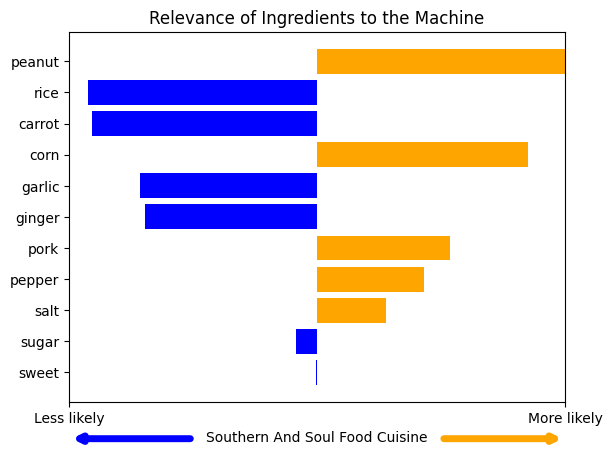 Relevance of Ingredients to the Machine
peanut
rice
carrot
corn
garlic
ginger
pork
pepper
salt
sugar
sweet
Less likely
More likely
Southern And Soul Food Cuisine